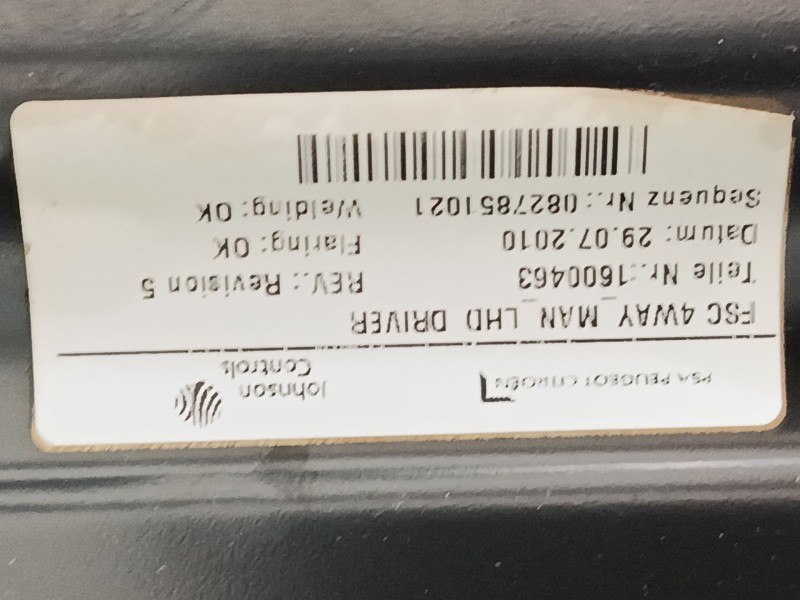 PSA PEUGEOT CITROËN
Johnson
Controls
FSC 4WAY_MAN_LHD DRIVER
Teile Nr.:1600463 REV.: Revision 5
Datum: 29.07.2010 Flaring: OK
Sequenz Nr.: 0827851021 Welding: OK